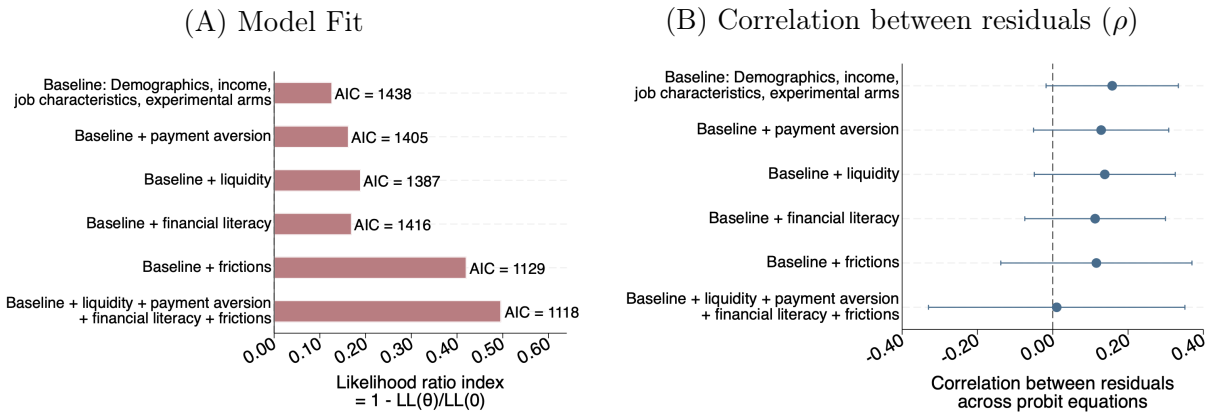 (A) Model Fit
Baseline: Demographics, income,
job characteristics, experimental arms
AIC = 1438
Baseline + payment aversion
AIC = 1405
Baseline + liquidity
AIC = 1387
Baseline + financial literacy
AIC = 1416
Baseline + frictions
AIC = 1129
Baseline + liquidity + payment aversion
+ financial literacy + frictions
AIC = 1118
0.00 0.10 0.20 0.30 0.40 0.50 0.60
Likelihood ratio index
= 1 - LL(θ)/LL(0)
(B) Correlation between residuals (ρ)
Baseline: Demographics, income,
job characteristics, experimental arms
Baseline + payment aversion
Baseline + liquidity
Baseline + financial literacy
Baseline + frictions
Baseline + liquidity + payment aversion
+ financial literacy + frictions
-0.40 -0.20 0.00 0.20 0.40
Correlation between residuals
across probit equations